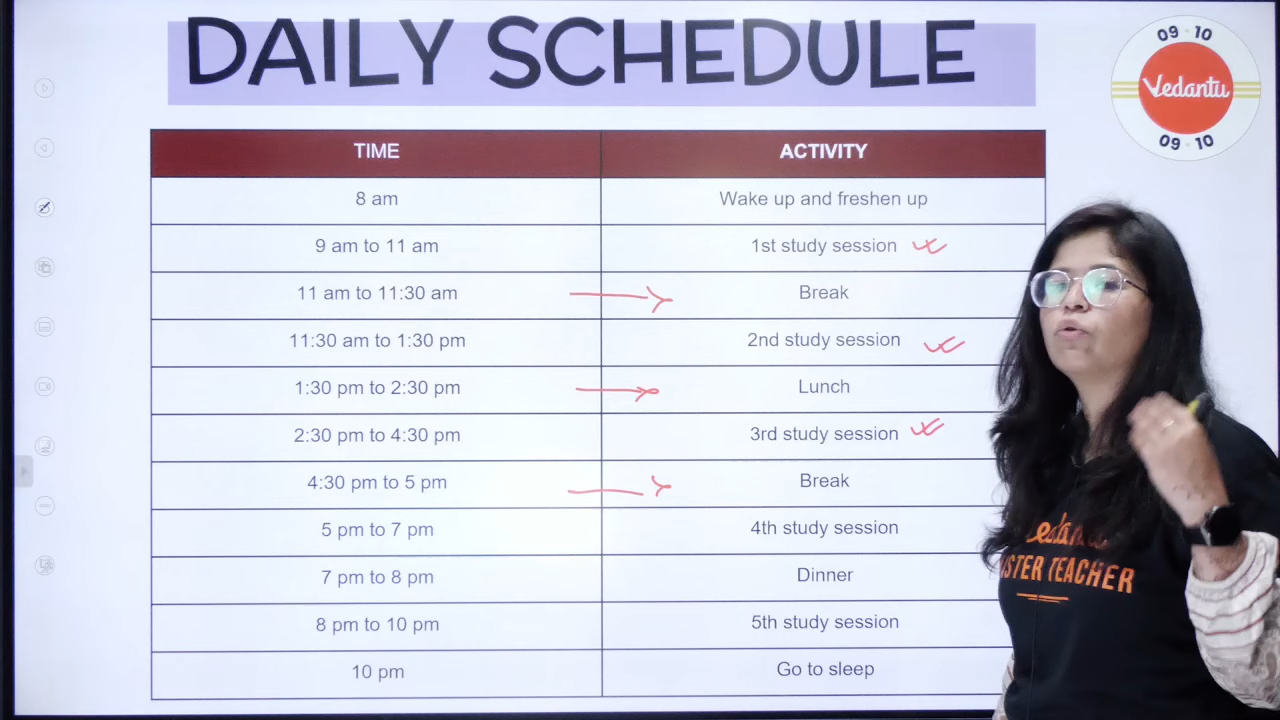 DAILY SCHEDULE
09 10
Vedantu
09 10
TIME ACTIVITY
8 am Wake up and freshen up
9 am to 11 am 1st study session
11 am to 11:30 am Break
11:30 am to 1:30 pm 2nd study session
1:30 pm to 2:30 pm Lunch
2:30 pm to 4:30 pm 3rd study session
4:30 pm to 5 pm Break
5 pm to 7 pm 4th study session
7 pm to 8 pm Dinner
8 pm to 10 pm 5th study session
10 pm Go to sleep
TEACHER